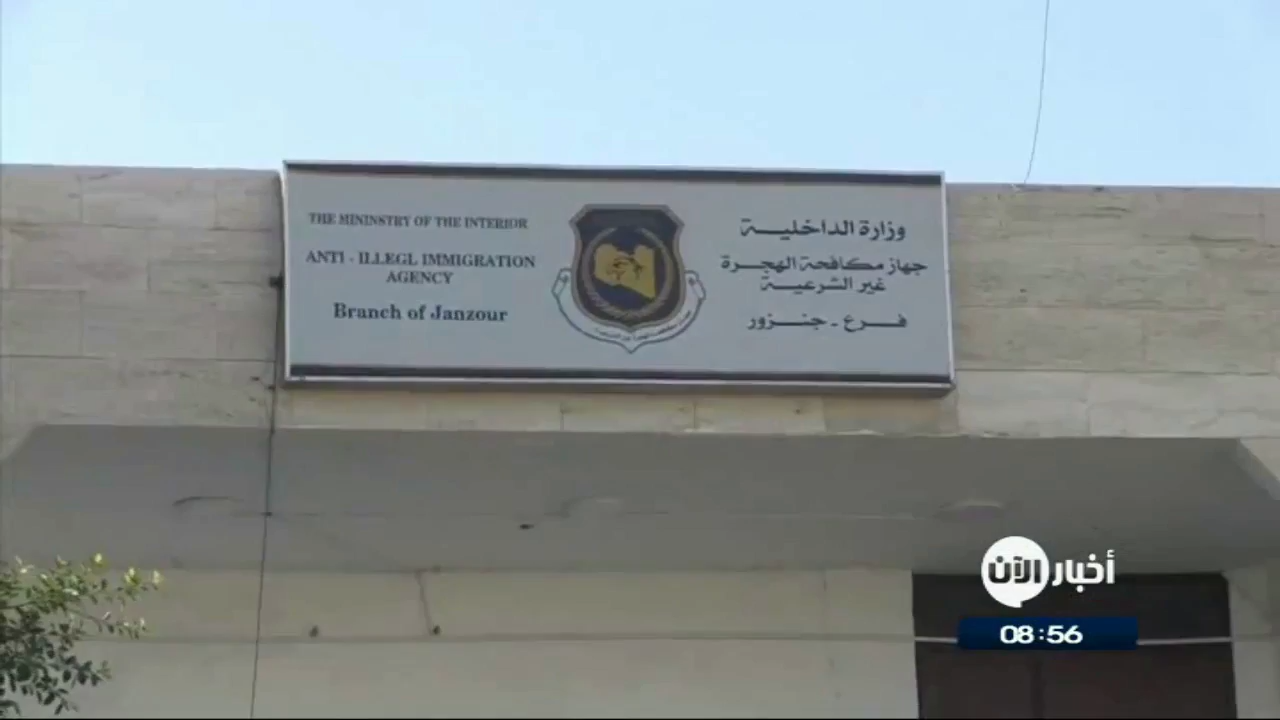 THE MININSTRY OF THE INTERIOR
ANTI - ILLEGL IMMIGRATION
AGENCY
Branch of Janzour
وزارة الداخلية
جهاز مكافحة الهجرة
غير الشرعية
فرع - جنزور
أخبار الآن
08:56